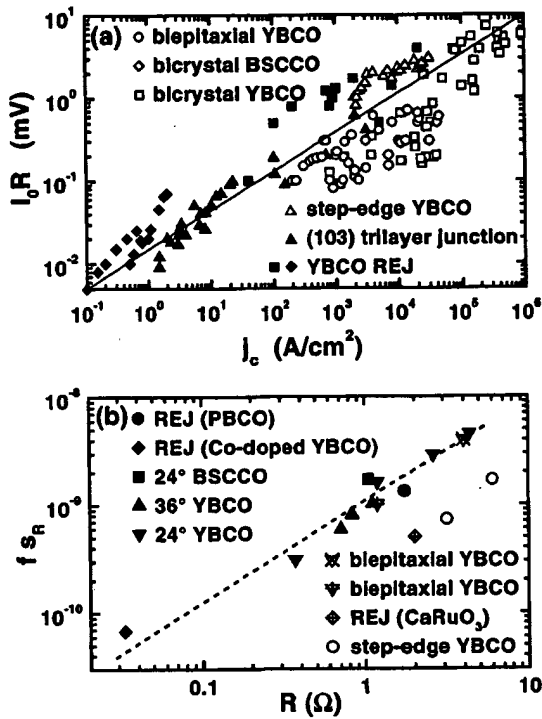 (a)
biepitaxial YBCO
bicrystal BSCCO
bicrystal YBCO
step-edge YBCO
(103) trilayer junction
YBCO REJ
I₀R (mV)
10¹
10⁰
10⁻¹
10⁻²
10⁻¹ 10⁰ 10¹ 10² 10³ 10⁴ 10⁵ 10⁶
j_c (A/cm²)
(b)
REJ (PBCO)
REJ (Co-doped YBCO)
24° BSCCO
36° YBCO
24° YBCO
biepitaxial YBCO
biepitaxial YBCO
REJ (CaRuO₃)
step-edge YBCO
f s_R
10⁻⁸
10⁻⁹
10⁻¹⁰
0.1 1 10
R (Ω)